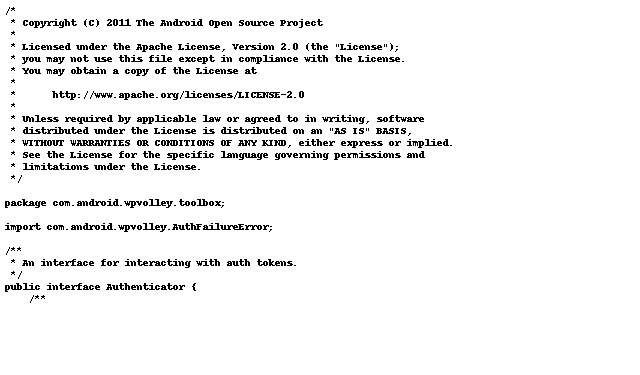 /*
 * Copyright (C) 2011 The Android Open Source Project
 *
 * Licensed under the Apache License, Version 2.0 (the "License");
 * you may not use this file except in compliance with the License.
 * You may obtain a copy of the License at
 *
 *      http://www.apache.org/licenses/LICENSE-2.0
 *
 * Unless required by applicable law or agreed to in writing, software
 * distributed under the License is distributed on an "AS IS" BASIS,
 * WITHOUT WARRANTIES OR CONDITIONS OF ANY KIND, either express or implied.
 * See the License for the specific language governing permissions and
 * limitations under the License.
 */

package com.android.wpvolley.toolbox;

import com.android.wpvolley.AuthFailureError;

/**
 * An interface for interacting with auth tokens.
 */
public interface Authenticator {
    /**